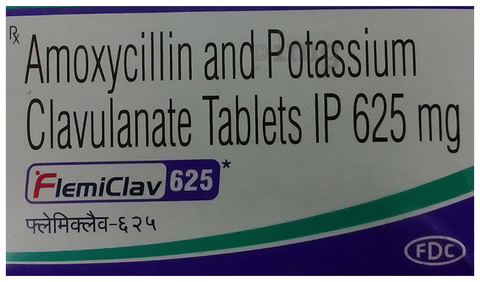 Rx
Amoxycillin and Potassium
Clavulanate Tablets IP 625 mg
FlemiClav 625*
फ्लेमिक्लैव-६२५
FDC